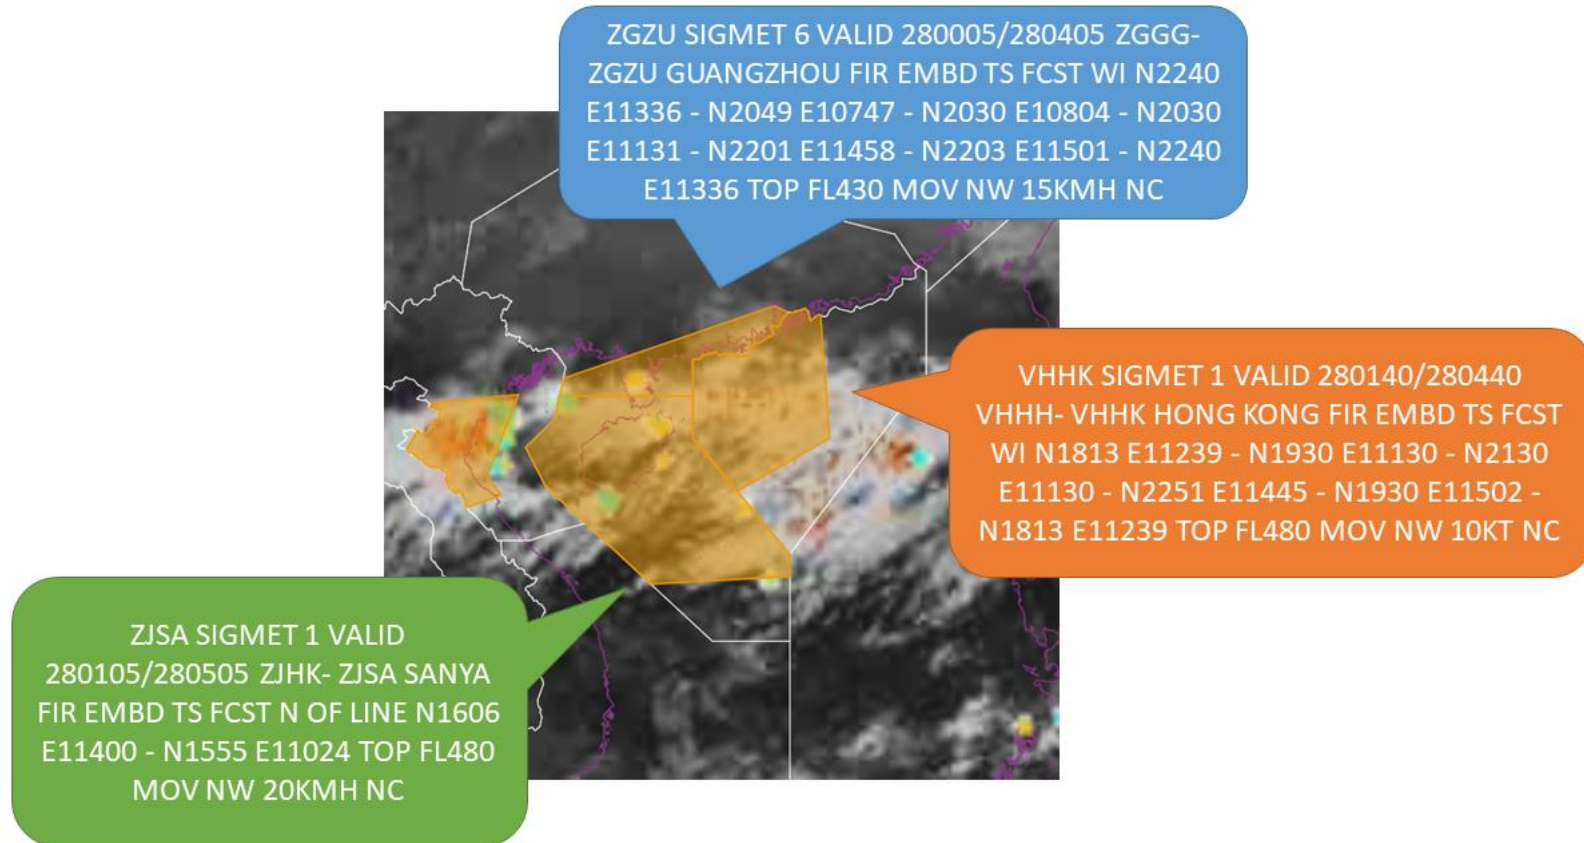 ZGZU SIGMET 6 VALID 280005/280405 ZGGG-
ZGZU GUANGZHOU FIR EMBD TS FCST WI N2240
E11336 - N2049 E10747 - N2030 E10804 - N2030
E11131 - N2201 E11458 - N2203 E11501 - N2240
E11336 TOP FL430 MOV NW 15KMH NC
VHHK SIGMET 1 VALID 280140/280440
VHHH- VHHK HONG KONG FIR EMBD TS FCST
WI N1813 E11239 - N1930 E11130 - N2130
E11130 - N2251 E11445 - N1930 E11502 -
N1813 E11239 TOP FL480 MOV NW 10KT NC
ZJSA SIGMET 1 VALID
280105/280505 ZJHK- ZJSA SANYA
FIR EMBD TS FCST N OF LINE N1606
E11400 - N1555 E11024 TOP FL480
MOV NW 20KMH NC